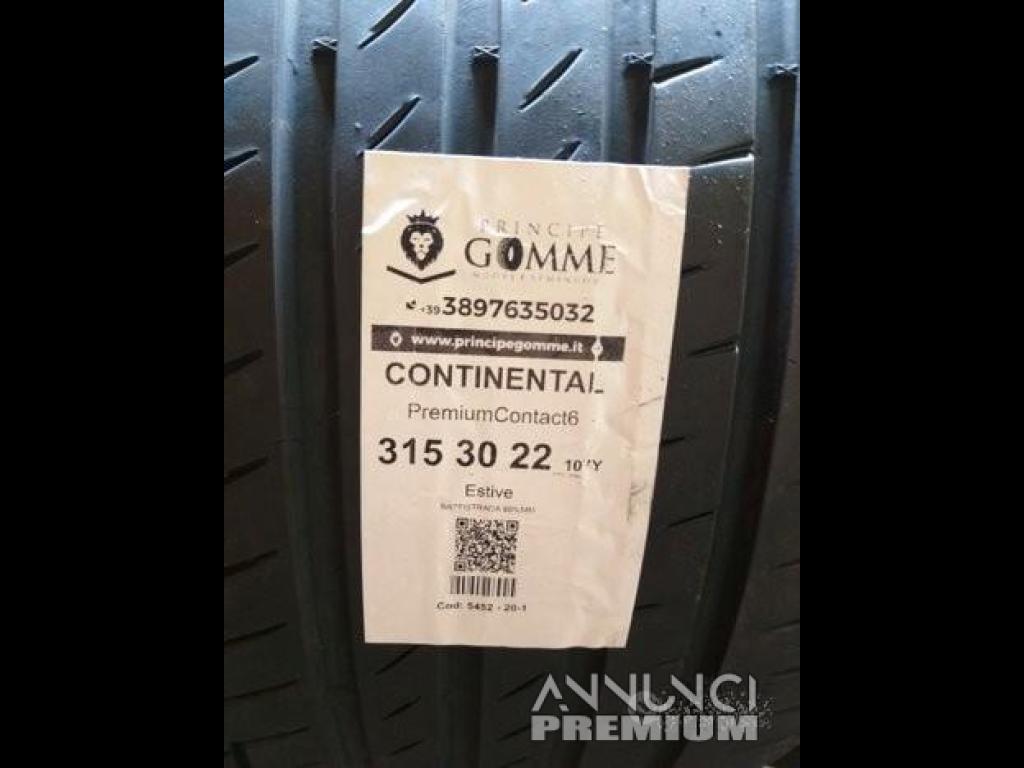 PRINCIPE
GOMME
+39 3897635032
www.principegomme.it
CONTINENTAL
PremiumContact6
315 30 22
Estive
BATTISTRADA
Cod: 5452 - 20-1
ANNUNCI
PREMIUM